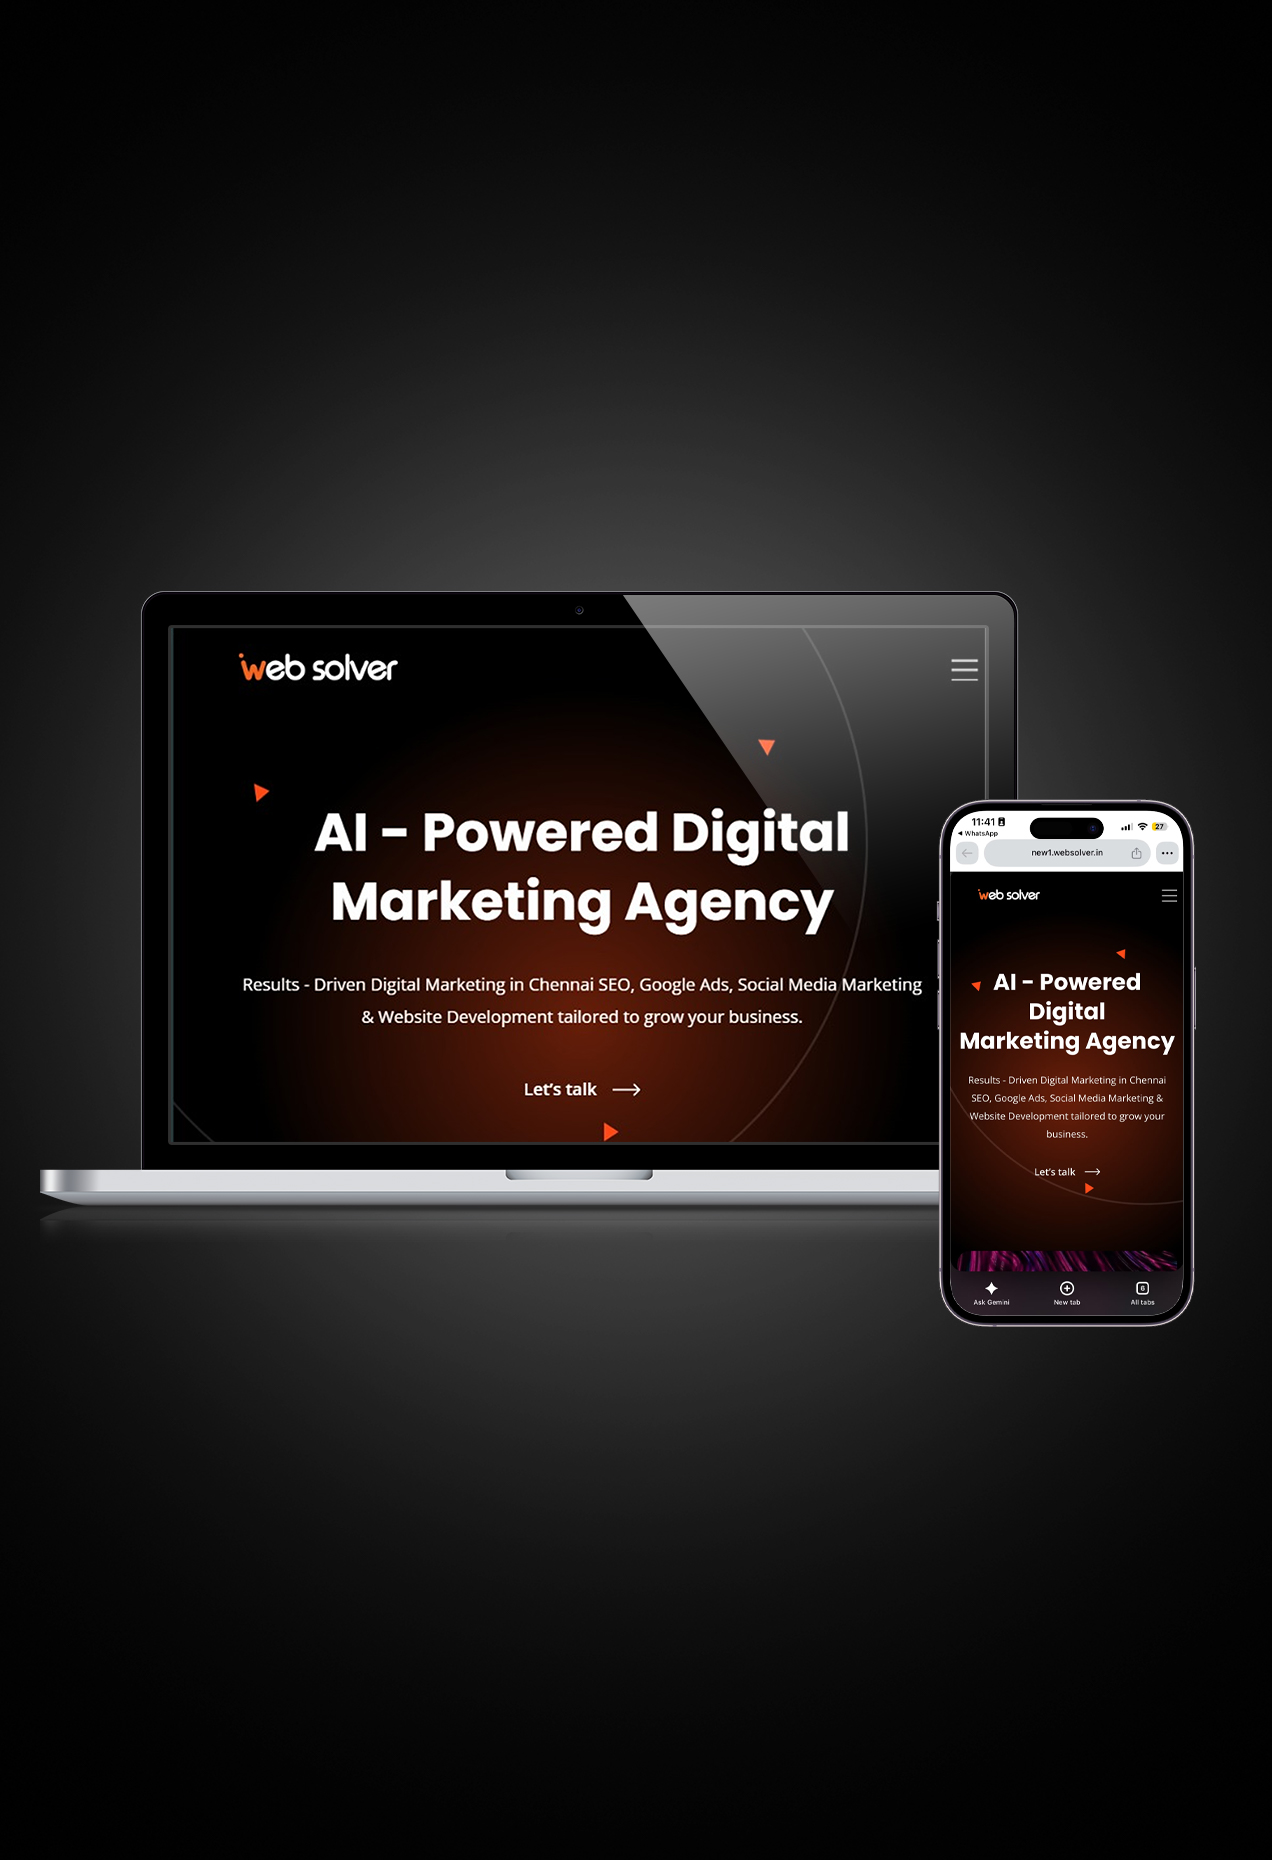 web solver
AI - Powered Digital
Marketing Agency
Results - Driven Digital Marketing in Chennai SEO, Google Ads, Social Media Marketing
& Website Development tailored to grow your business.
Let's talk
11:41
27
WhatsApp
new1.websolver.in
web solver
AI - Powered
Digital
Marketing Agency
Results - Driven Digital Marketing in Chennai
SEO, Google Ads, Social Media Marketing &
Website Development tailored to grow your
business.
Let's talk
6
Ask Gemini
New tab
All tabs